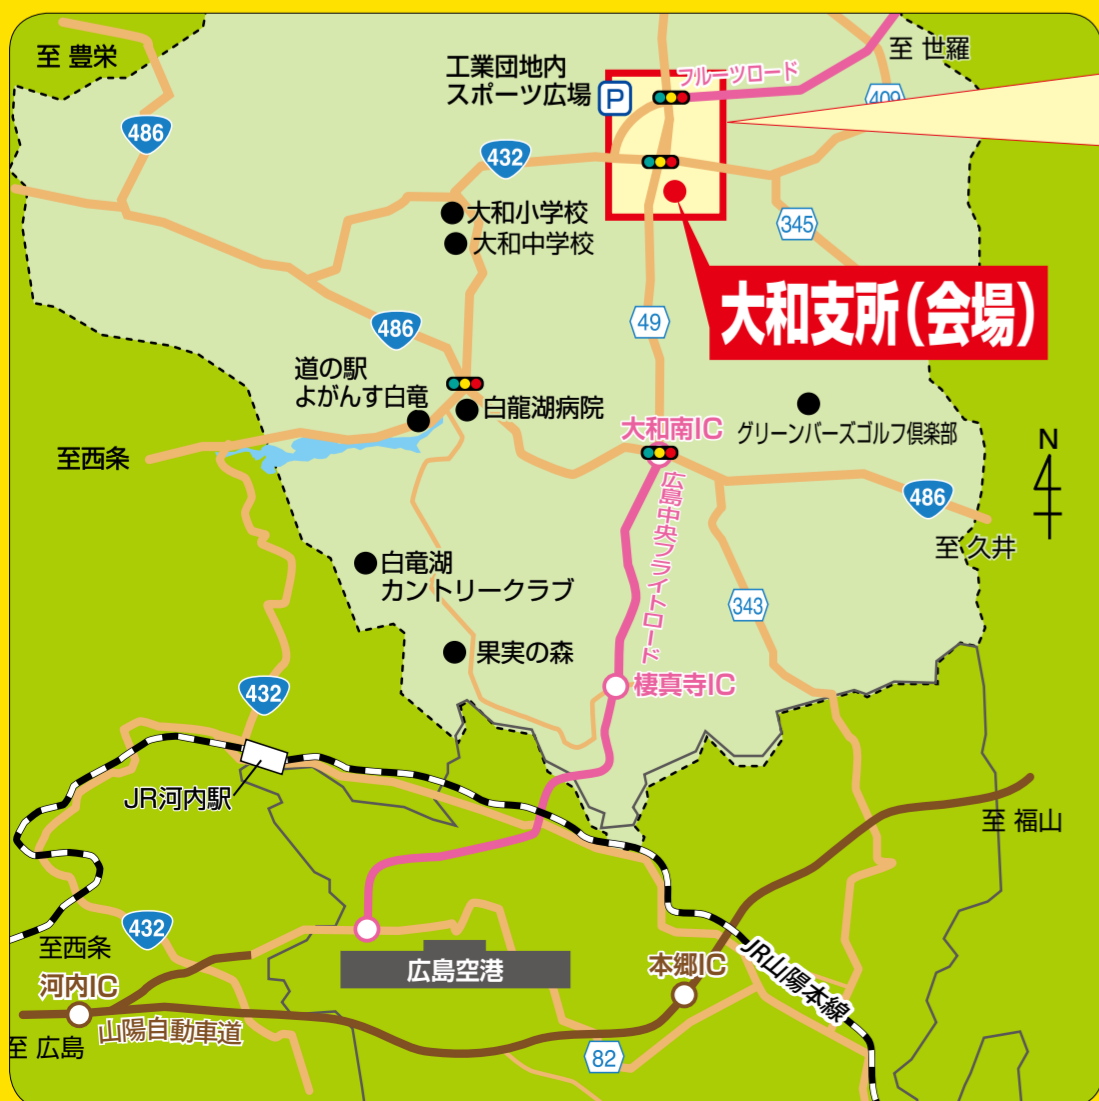 至 豊栄
486
工業団地内
スポーツ広場
P
フルーツロード
至 世羅
409
432
大和小学校
大和中学校
345
大和支所(会場)
49
486
道の駅
よがんす白竜
白龍湖病院
大和南IC
グリーンバーズゴルフ倶楽部
N
至西条
広島中央フライトロード
486
至 久井
白竜湖
カントリークラブ
343
果実の森
棲真寺IC
432
JR河内駅
至 福山
432
至西条
広島空港
本郷IC
JR山陽本線
河内IC
山陽自動車道
至 広島
82